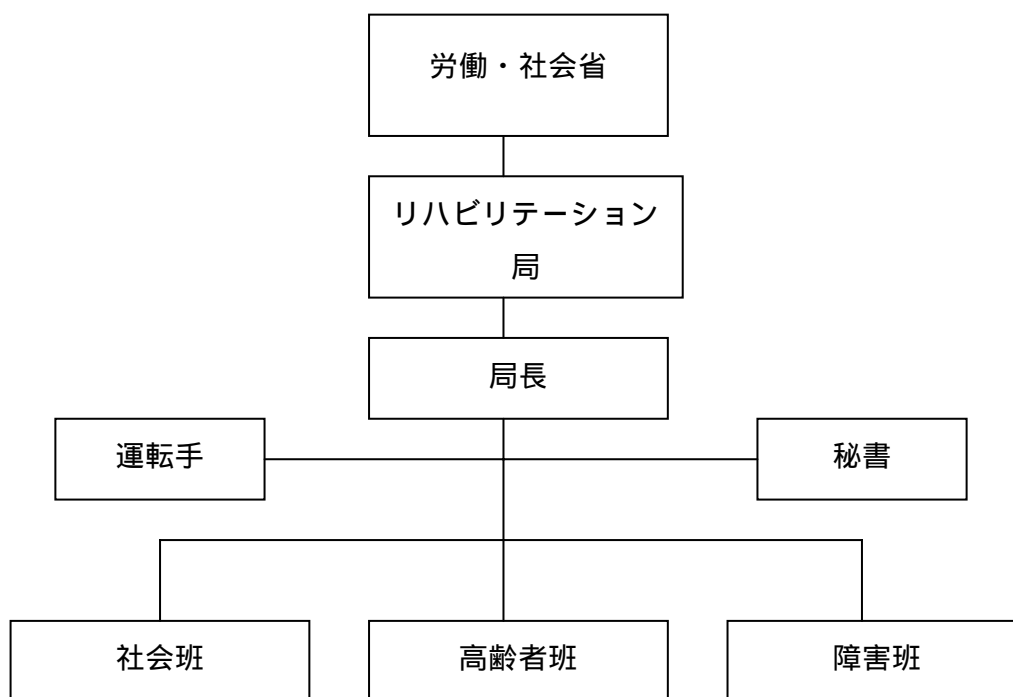 労働・社会省
リハビリテーション
局
局長
運転手
秘書
社会班
高齢者班
障害班